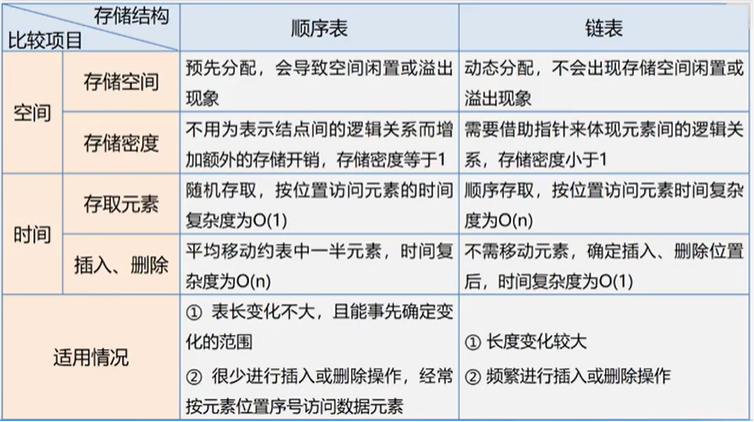 存储结构
比较项目
顺序表
链表
空间
存储空间
预先分配，会导致空间闲置或溢出
现象
动态分配，不会出现存储空间闲置或
溢出现象
存储密度
不用为表示结点间的逻辑关系而增
加额外的存储开销，存储密度等于1
需要借助指针来体现元素间的逻辑关
系，存储密度小于1
时间
存取元素
随机存取，按位置访问元素的时间
复杂度为O(1)
顺序存取，按位置访问元素时间复杂
度为O(n)
插入、删除
平均移动约表中一半元素，时间复
杂度为O(n)
不需移动元素，确定插入、删除位置
后，时间复杂度为O(1)
适用情况
① 表长变化不大，且能事先确定变
化的范围
② 很少进行插入或删除操作，经常
按元素位置序号访问数据元素
① 长度变化较大
② 频繁进行插入或删除操作